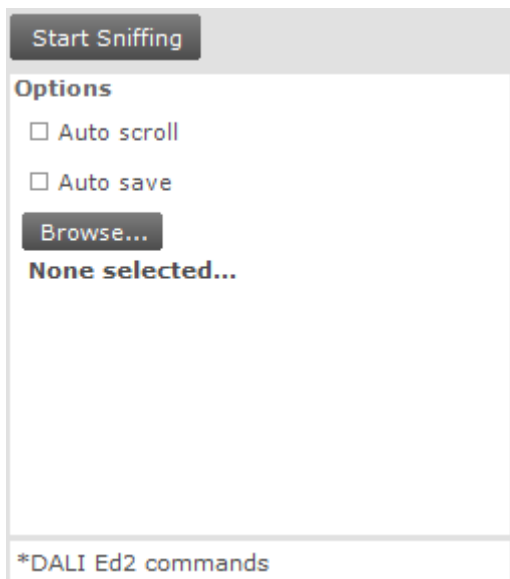 Start Sniffing
Options
Auto scroll
Auto save
Browse...
None selected...
*DALI Ed2 commands